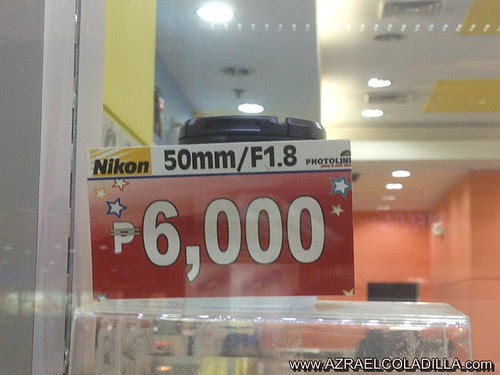 Nikon 50mm/F1.8 PHOTOLINE
₱6,000
www.AZRAELCOLADILLA.com